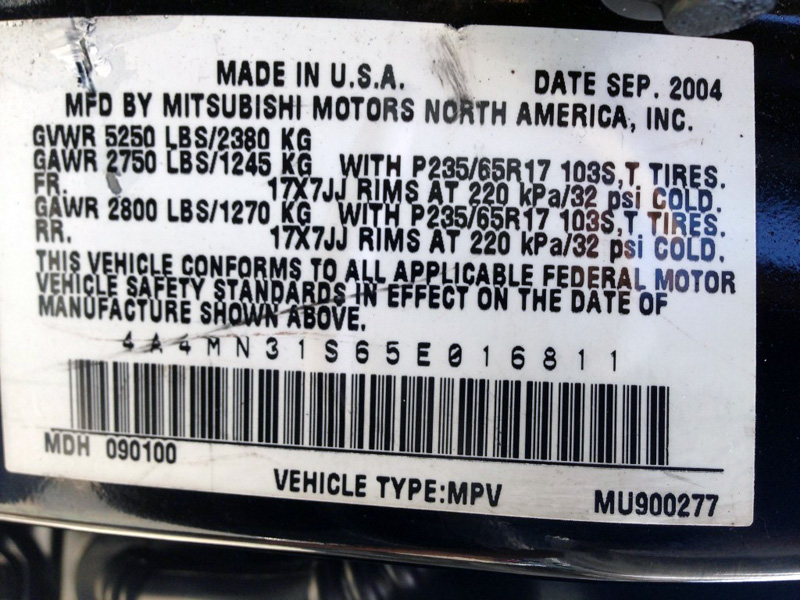 MADE IN U.S.A. DATE SEP. 2004
MFD BY MITSUBISHI MOTORS NORTH AMERICA, INC.
GVWR 5250 LBS/2380 KG
GAWR 2750 LBS/1245 KG WITH P235/65R17 103S,T TIRES.
FR. 17X7JJ RIMS AT 220 kPa/32 psi COLD.
GAWR 2800 LBS/1270 KG WITH P235/65R17 103S,T TIRES.
RR. 17X7JJ RIMS AT 220 kPa/32 psi COLD.
THIS VEHICLE CONFORMS TO ALL APPLICABLE FEDERAL MOTOR
VEHICLE SAFETY STANDARDS IN EFFECT ON THE DATE OF
MANUFACTURE SHOWN ABOVE.
4A4MN31S65E016811
MDH 090100
VEHICLE TYPE:MPV MU900277